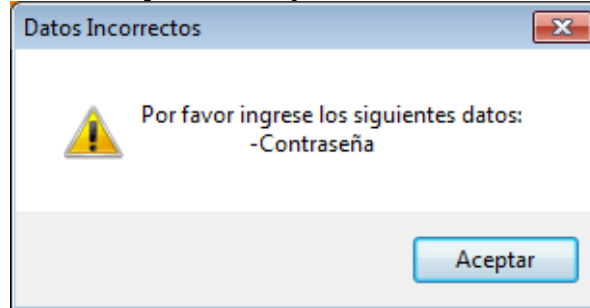 Datos Incorrectos
Por favor ingrese los siguientes datos:
-Contraseña
Aceptar